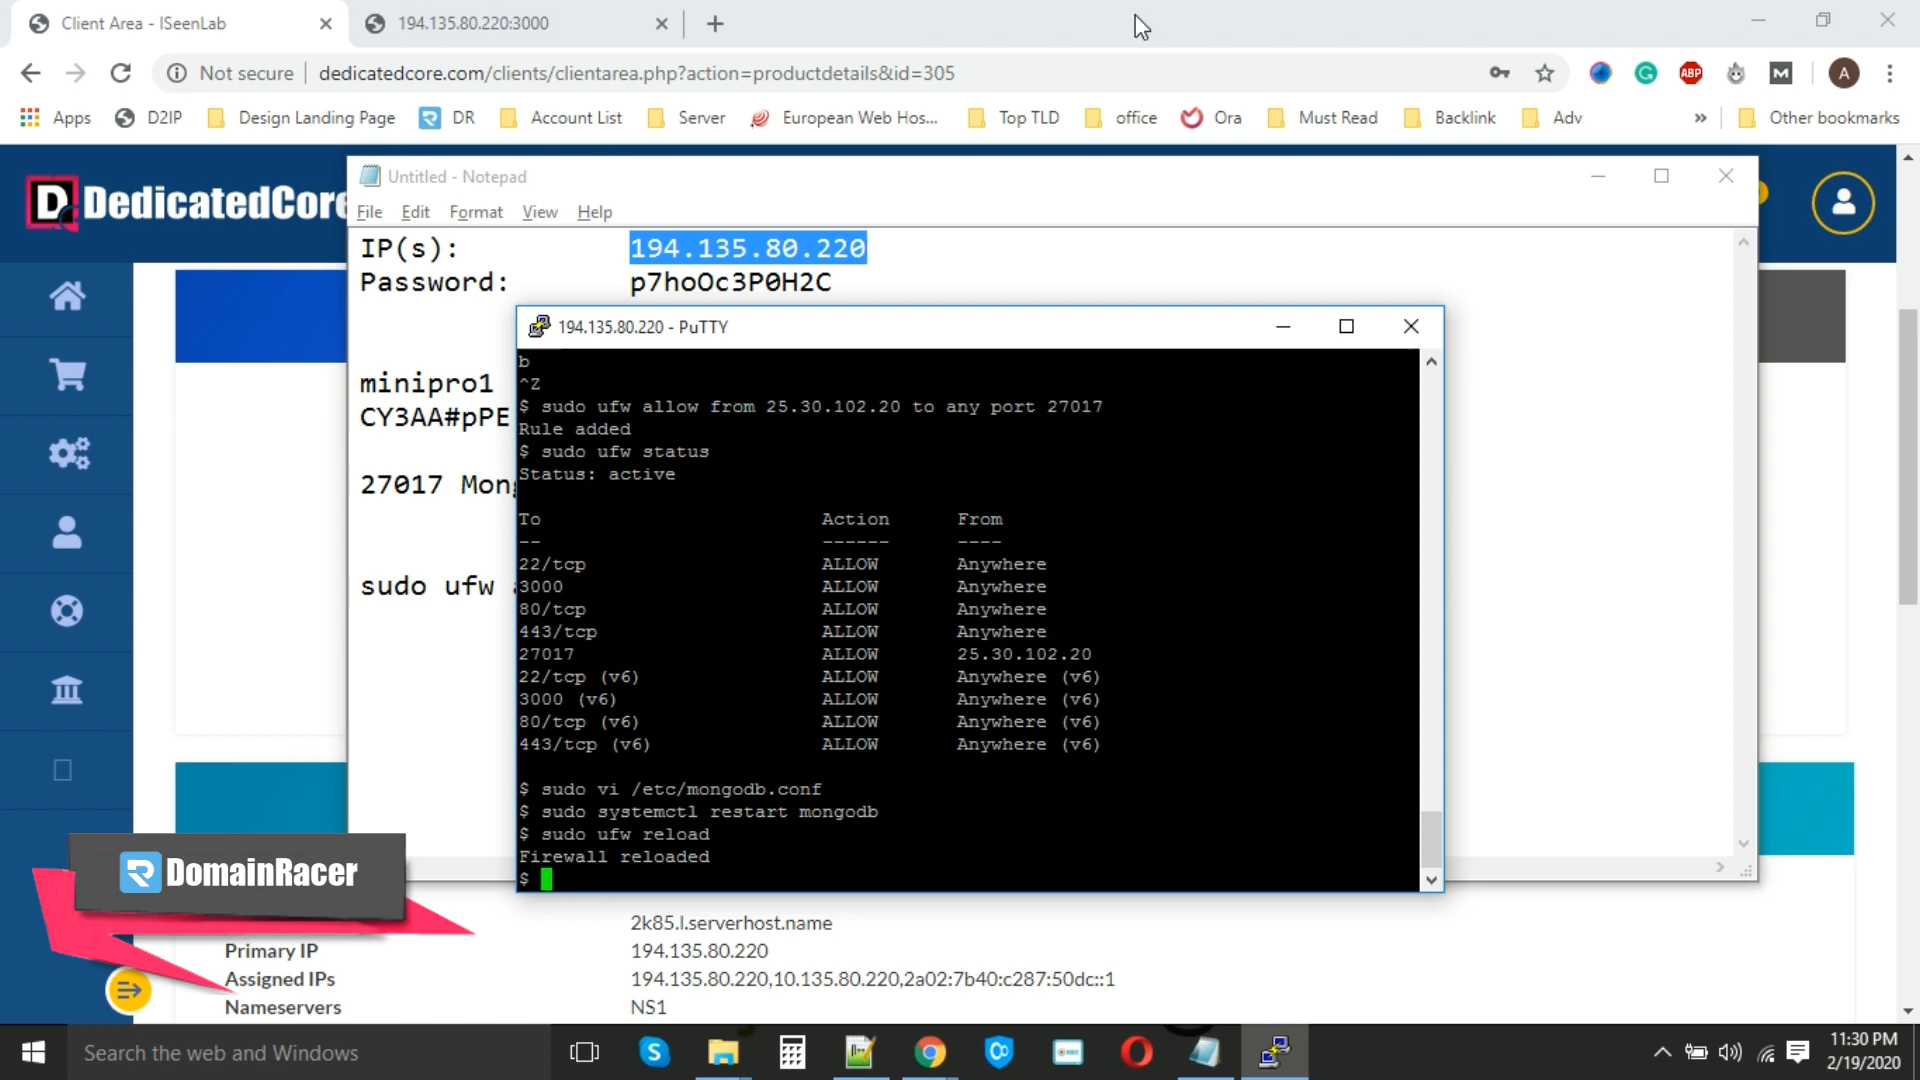 Client Area - ISeenLab
194.135.80.220:3000
Not secure
dedicatedcore.com/clients/clientarea.php?action=productdetails&id=305
ABP
M
A
Apps
D2IP
Design Landing Page
DR
Account List
Server
European Web Hos...
Top TLD
office
Ora
Must Read
Backlink
Adv
»
Other bookmarks
DedicatedCore
Untitled - Notepad
File Edit Format View Help
IP(s): 194.135.80.220
Password: p7hoOc3P0H2C
minipro1
CY3AA#pPE
27017 Mong
sudo ufw a
194.135.80.220 - PuTTY
b
^Z
$ sudo ufw allow from 25.30.102.20 to any port 27017
Rule added
$ sudo ufw status
Status: active
To Action From
-- ------ ----
22/tcp ALLOW Anywhere
3000 ALLOW Anywhere
80/tcp ALLOW Anywhere
443/tcp ALLOW Anywhere
27017 ALLOW 25.30.102.20
22/tcp (v6) ALLOW Anywhere (v6)
3000 (v6) ALLOW Anywhere (v6)
80/tcp (v6) ALLOW Anywhere (v6)
443/tcp (v6) ALLOW Anywhere (v6)
$ sudo vi /etc/mongodb.conf
$ sudo systemctl restart mongodb
$ sudo ufw reload
Firewall reloaded
$
DomainRacer
2k85.l.serverhost.name
Primary IP 194.135.80.220
Assigned IPs 194.135.80.220,10.135.80.220,2a02:7b40:c287:50dc::1
Nameservers NS1
Search the web and Windows
11:30 PM
2/19/2020